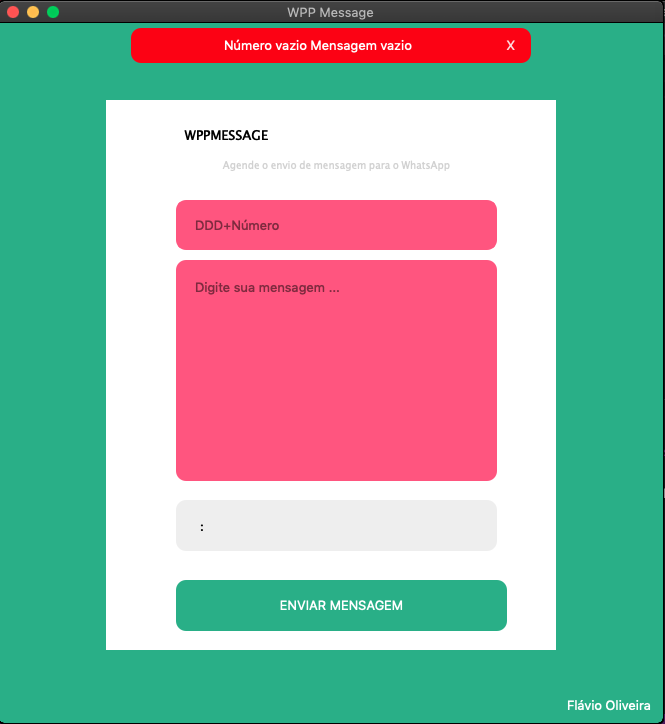 WPP Message
Número vazio Mensagem vazio X
WPPMESSAGE
Agende o envio de mensagem para o WhatsApp
DDD+Número
Digite sua mensagem ...
:
ENVIAR MENSAGEM
Flávio Oliveira